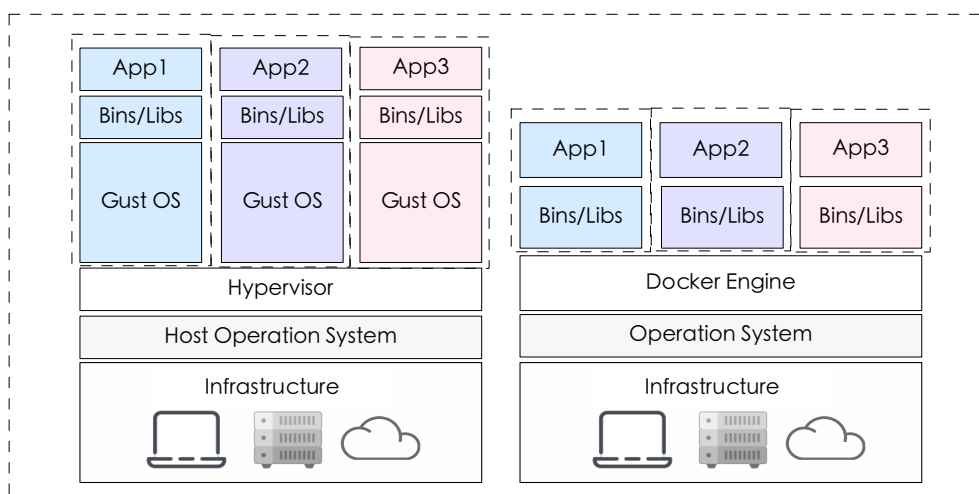 App1
App2
App3
Bins/Libs
Bins/Libs
Bins/Libs
Gust OS
Gust OS
Gust OS
Hypervisor
Host Operation System
Infrastructure
App1
App2
App3
Bins/Libs
Bins/Libs
Bins/Libs
Docker Engine
Operation System
Infrastructure